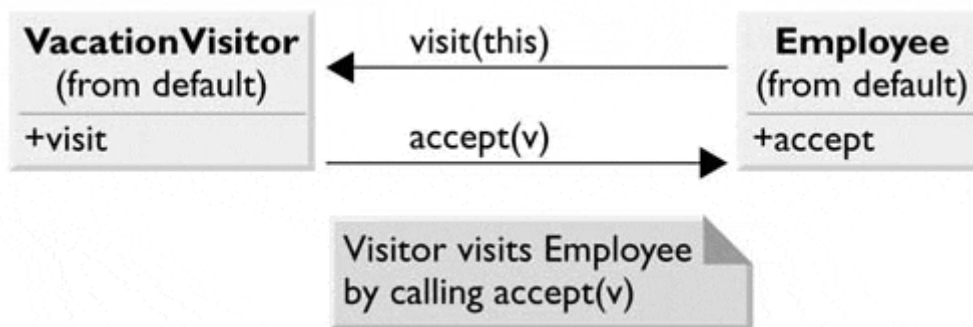 VacationVisitor
(from default)
+visit
visit(this)
accept(v)
Employee
(from default)
+accept
Visitor visits Employee
by calling accept(v)